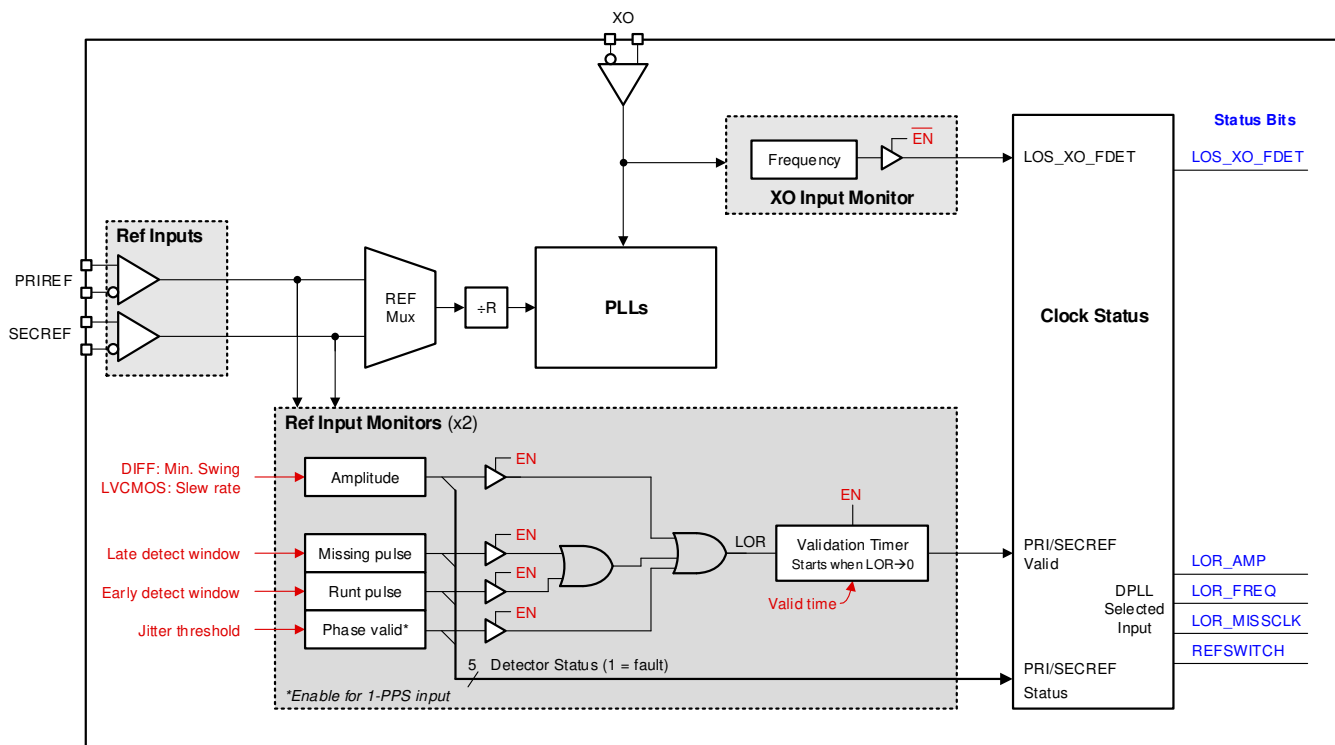 XO
EN
Status Bits
Frequency
LOS_XO_FDET
LOS_XO_FDET
XO Input Monitor
Ref Inputs
PRIREF
SECREF
REF
Mux
÷R
PLLs
Clock Status
Ref Input Monitors (x2)
DIFF: Min. Swing
LVCMOS: Slew rate
Amplitude
EN
EN
Late detect window
Missing pulse
EN
LOR
Validation Timer
Starts when LOR→0
PRI/SECREF
Valid
Early detect window
Runt pulse
EN
Valid time
Jitter threshold
Phase valid*
EN
DPLL
Selected
Input
LOR_AMP
LOR_FREQ
LOR_MISSCLK
REFSWITCH
5 Detector Status (1 = fault)
PRI/SECREF
Status
*Enable for 1-PPS input